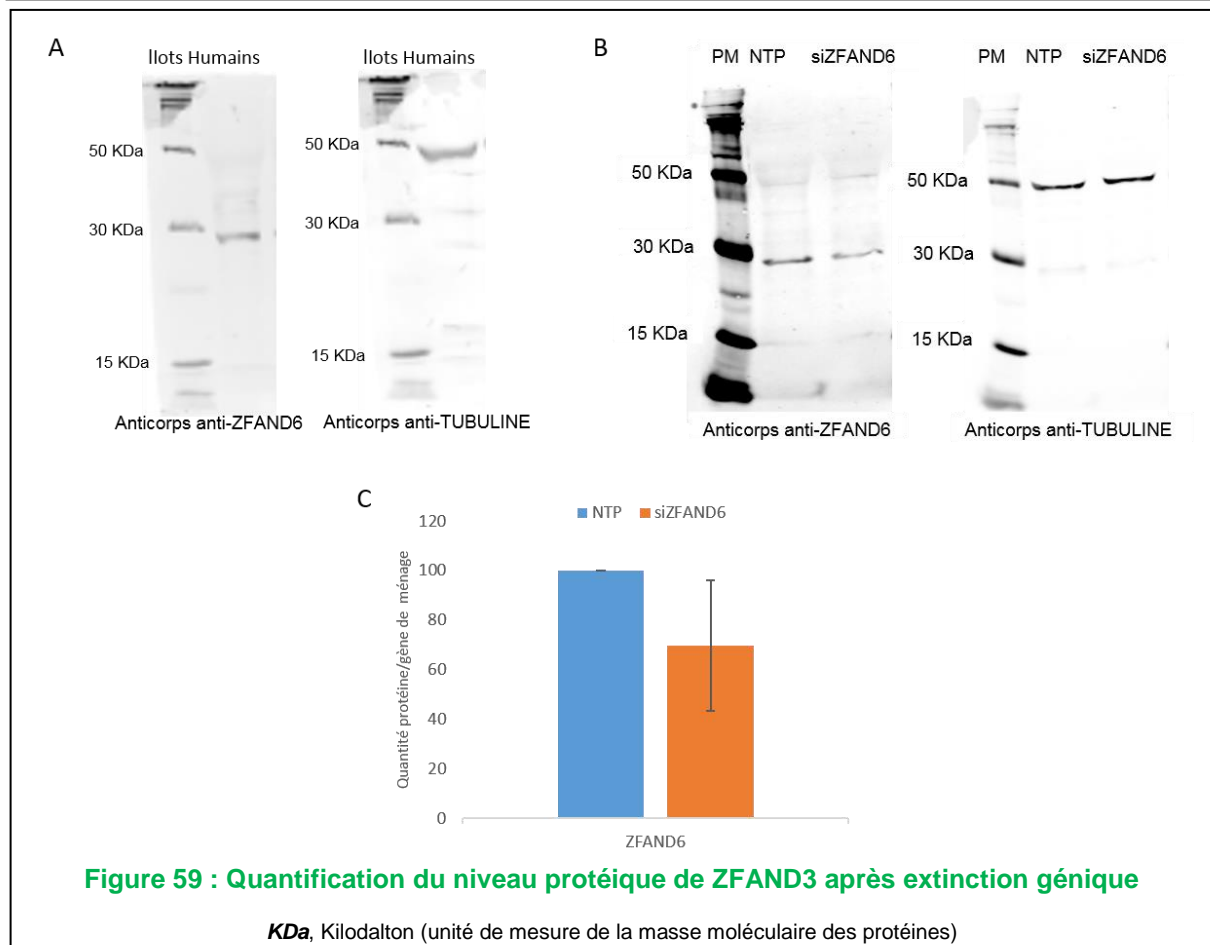 A
Ilots Humains Ilots Humains
50 KDa 50 KDa
30 KDa 30 KDa
15 KDa 15 KDa
Anticorps anti-ZFAND6 Anticorps anti-TUBULINE
B
PM NTP siZFAND6 PM NTP siZFAND6
50 KDa 50 KDa
30 KDa 30 KDa
15 KDa 15 KDa
Anticorps anti-ZFAND6 Anticorps anti-TUBULINE
C
NTP siZFAND6
Quantité protéine/gène de ménage
120
100
80
60
40
20
0
ZFAND6
Figure 59 : Quantification du niveau protéique de ZFAND3 après extinction génique
KDa, Kilodalton (unité de mesure de la masse moléculaire des protéines)